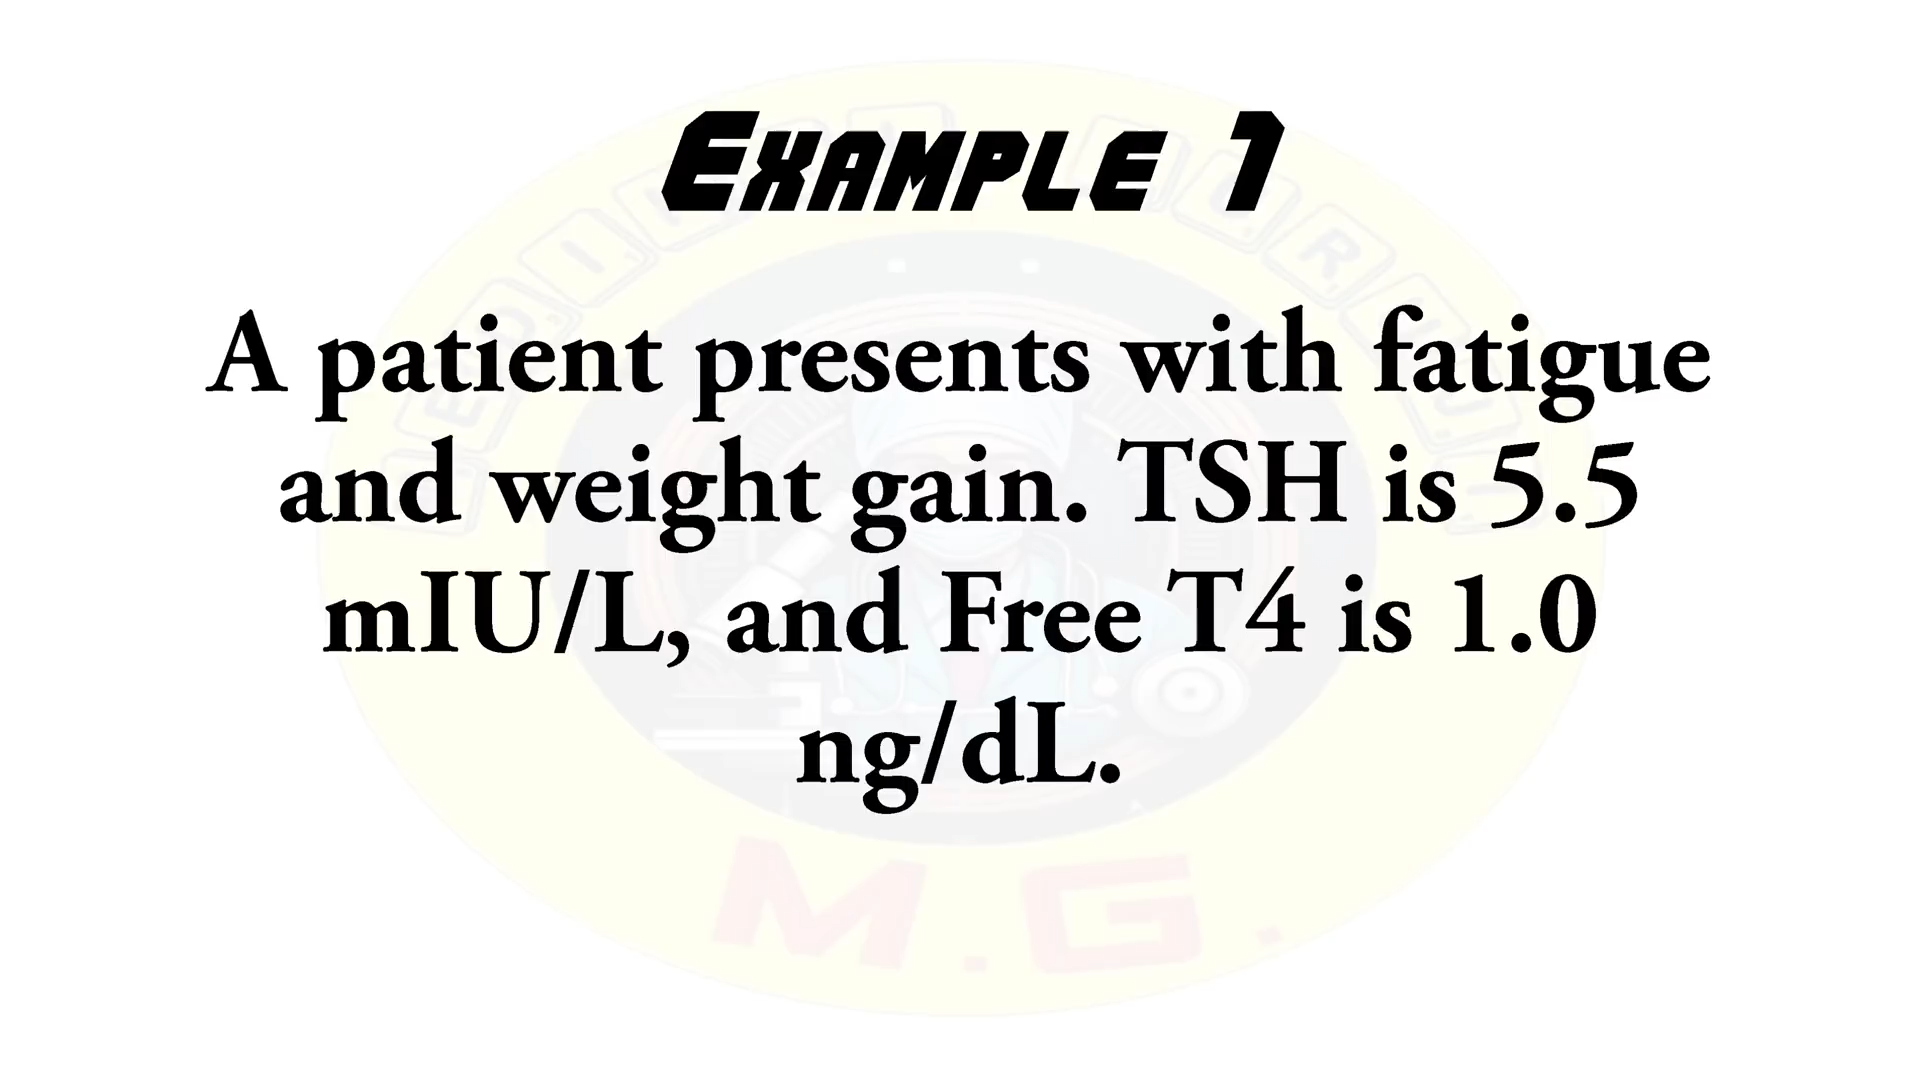 EXAMPLE 1
A patient presents with fatigue
and weight gain. TSH is 5.5
mIU/L, and Free T4 is 1.0
ng/dL.
M.G.